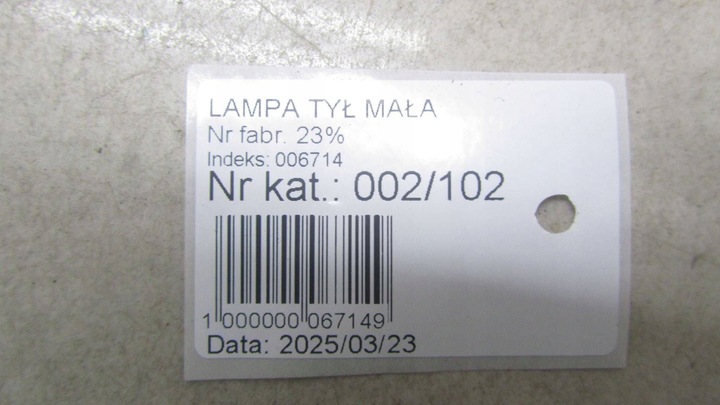 LAMPA TYŁ MAŁA
Nr fabr. 23%
Indeks: 006714
Nr kat.: 002/102
1 000000 067149
Data: 2025/03/23